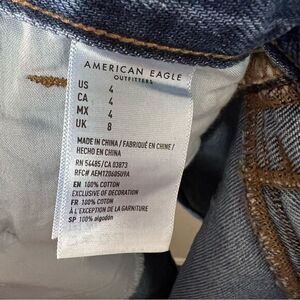 AMERICAN EAGLE
OUTFITTERS
US 4
CA 4
MX 4
UK 8
MADE IN CHINA / FABRIQUÉ EN CHINE /
HECHO EN CHINA
RN 54485/CA 03873
RFC# AEMTZ0605U9A
EN 100% COTTON
EXCLUSIVE OF DECORATION
FR 100% COTON
À L'EXCEPTION DE LA GARNITURE
SP 100% algodón